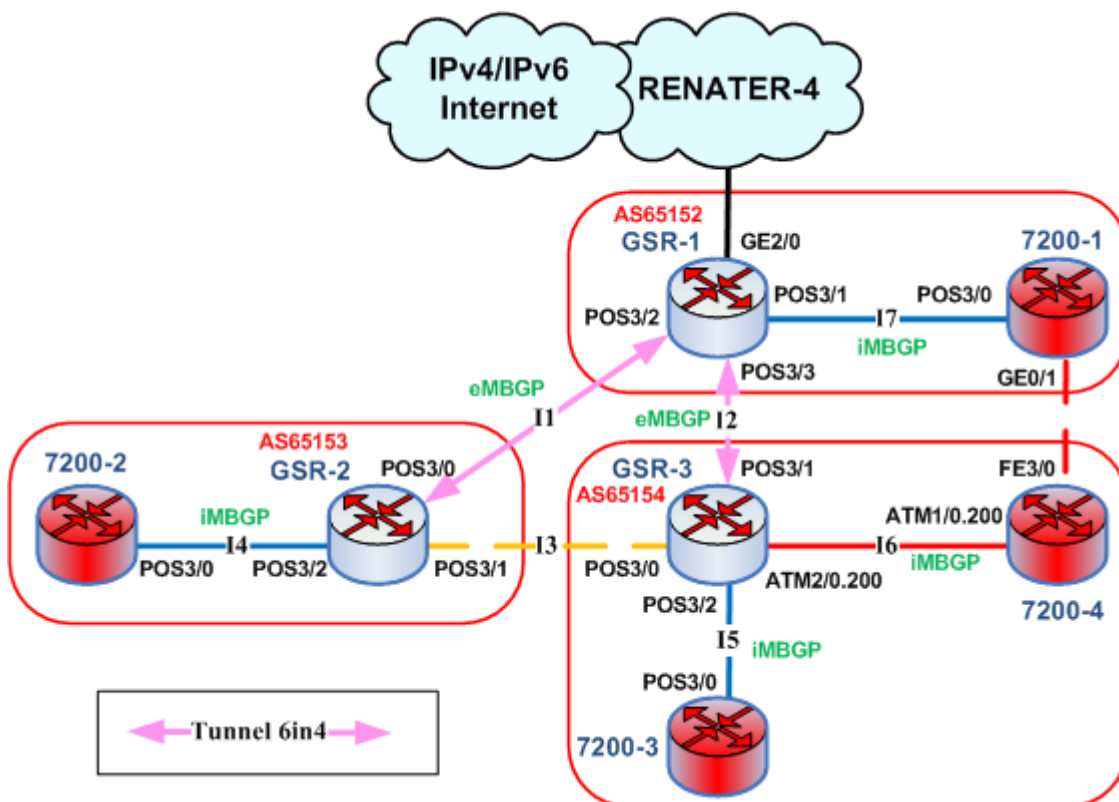 IPv4/IPv6
Internet
RENATER-4
AS65152
GSR-1
GE2/0
7200-1
POS3/1
POS3/0
POS3/2
I7
iMBGP
POS3/3
GE0/1
eMBGP
I1
eMBGP
I2
AS65153
7200-2
GSR-2
POS3/0
GSR-3
POS3/1
FE3/0
AS65154
iMBGP
I4
POS3/0
POS3/2
POS3/1
I3
POS3/0
ATM1/0.200
I6
iMBGP
ATM2/0.200
POS3/2
7200-4
I5
iMBGP
POS3/0
7200-3
Tunnel 6in4